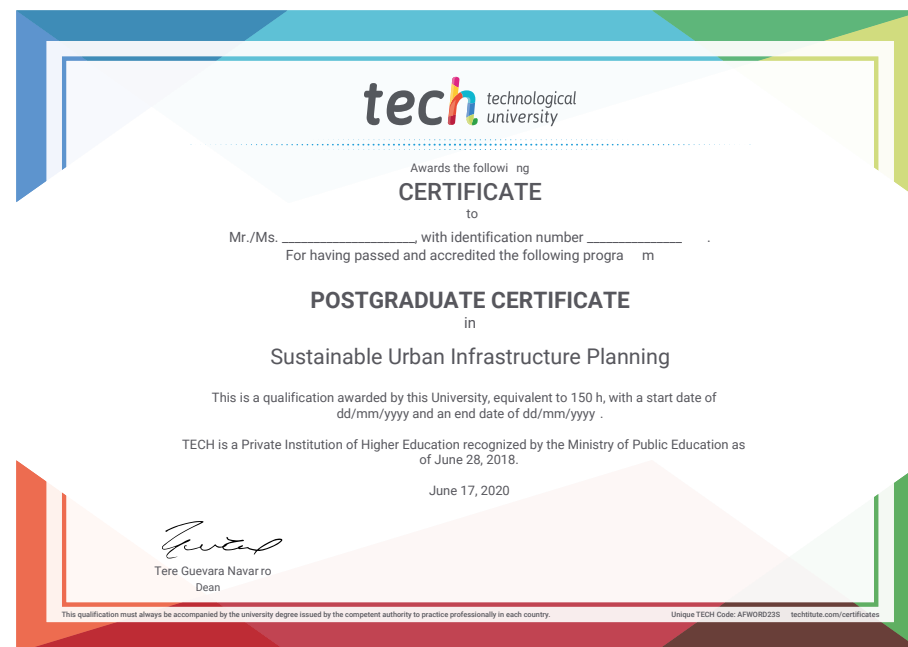 tech technological
university
Awards the followi ng
CERTIFICATE
to
Mr./Ms. ____________________, with identification number ______________ .
For having passed and accredited the following progra m
POSTGRADUATE CERTIFICATE
in
Sustainable Urban Infrastructure Planning
This is a qualification awarded by this University, equivalent to 150 h, with a start date of
dd/mm/yyyy and an end date of dd/mm/yyyy .
TECH is a Private Institution of Higher Education recognized by the Ministry of Public Education as
of June 28, 2018.
June 17, 2020
Tere Guevara Navar ro
Dean
This qualification must always be accompanied by the university degree issued by the competent authority to practice professionally in each country.
Unique TECH Code: AFWORD23S techtitute.com/certificates